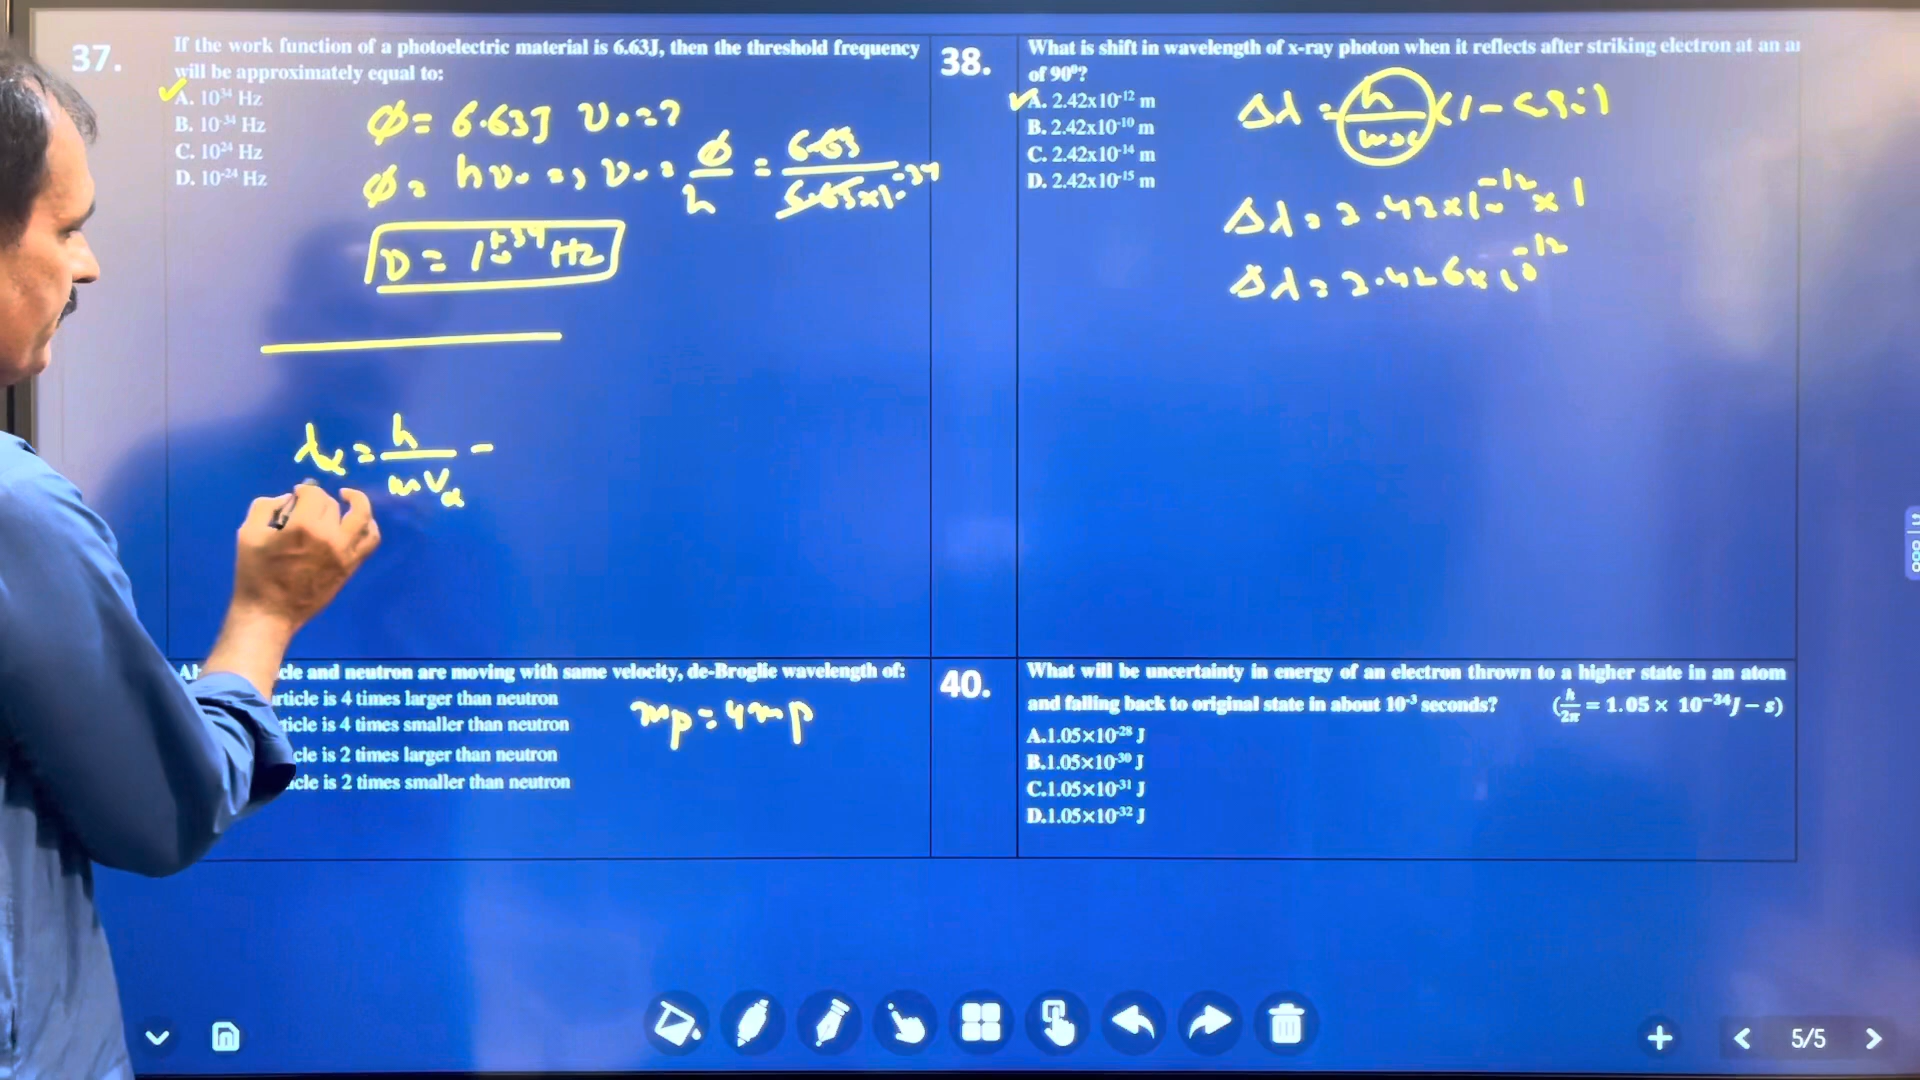 37.
If the work function of a photoelectric material is 6.63J, then the threshold frequency
will be approximately equal to:
A. 10³⁴ Hz
B. 10⁻³⁴ Hz
C. 10²⁴ Hz
D. 10⁻²⁴ Hz
ϕ = 6.63J υ₀ = ?
ϕ = hυ₀ => υ₀ = ϕ/h = 6.63/6.63×10⁻³⁴
υ = 10⁺³⁴ Hz
λα = h/mVα =
38.
What is shift in wavelength of x-ray photon when it reflects after striking electron at an
of 90⁰?
A. 2.42x10⁻¹² m
B. 2.42x10⁻¹⁰ m
C. 2.42x10⁻¹⁴ m
D. 2.42x10⁻¹⁵ m
Δλ = h/m₀c (1 -
Δλ = 2.42×10⁻¹² × 1
Δλ = 2.426×10⁻¹²
and neutron are moving with same velocity, de-Broglie wavelength of:
is 4 times larger than neutron
is 4 times smaller than neutron
is 2 times larger than neutron
is 2 times smaller than neutron
mp = 4mp
40.
What will be uncertainty in energy of an electron thrown to a higher state in an atom
and falling back to original state in about 10⁻³ seconds? (h/2π = 1.05 × 10⁻³⁴J − s)
A.1.05×10⁻²⁸ J
B.1.05×10⁻³⁰ J
C.1.05×10⁻³¹ J
D.1.05×10⁻³² J
5/5